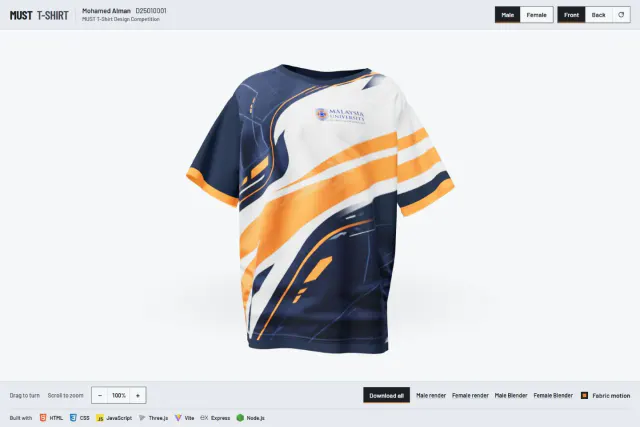 MUST T-SHIRT
Mohamed Alman D25010001
MUST T-Shirt Design Competition
Male Female Front Back
MALAYSIA
UNIVERSITY
Drag to turn Scroll to zoom − 100% + Download all Male render Female render Male Blender Female Blender Fabric motion
Built with HTML CSS JS JavaScript Three.js Vite ex Express Node.js